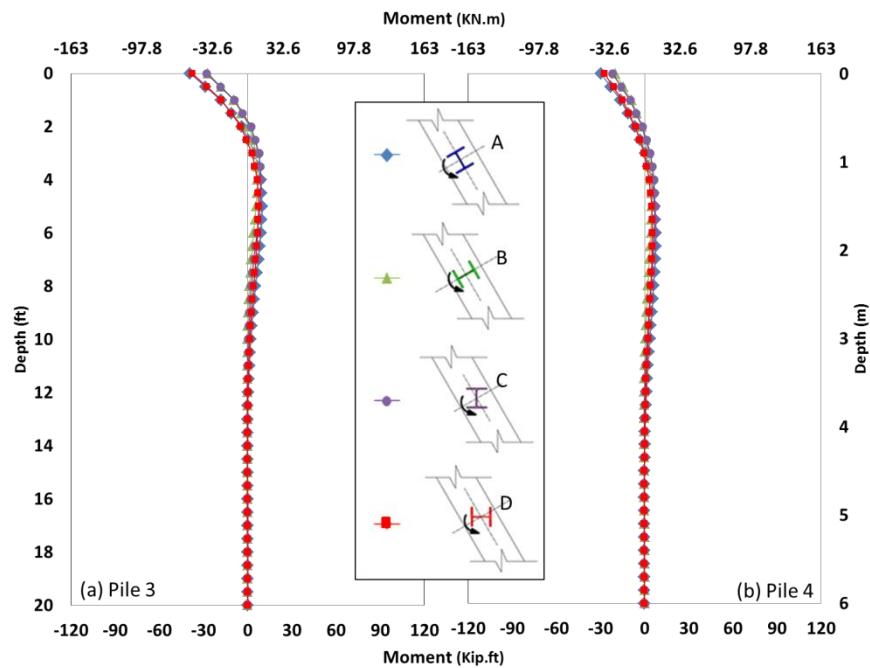 Moment (KN.m)
-163 -97.8 -32.6 32.6 97.8 163 -163 -97.8 -32.6 32.6 97.8 163
0
2
4
6
8
10
12
14
16
18
20
Depth (ft)
A
B
C
D
0
1
2
3
4
5
6
Depth (m)
(a) Pile 3
(b) Pile 4
-120 -90 -60 -30 0 30 60 90 120 -120 -90 -60 -30 0 30 60 90 120
Moment (Kip.ft)